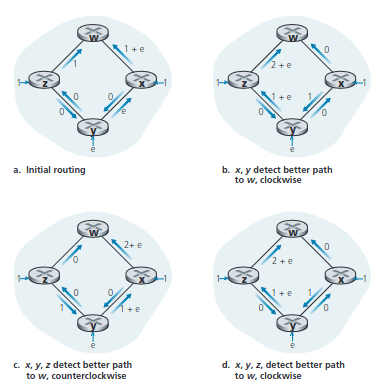 w
1 + e
1
1
z
x
1
0
0
0
e
y
e
a. Initial routing
w
0
2 + e
1
z
x
1
1 + e
1
0
0
y
e
b. x, y detect better path
to w, clockwise
w
2+ e
0
1
z
x
1
0
0
1
1 + e
y
e
c. x, y, z detect better path
to w, counterclockwise
w
0
2 + e
1
z
x
1
1 + e
1
0
0
y
e
d. x, y, z, detect better path
to w, clockwise